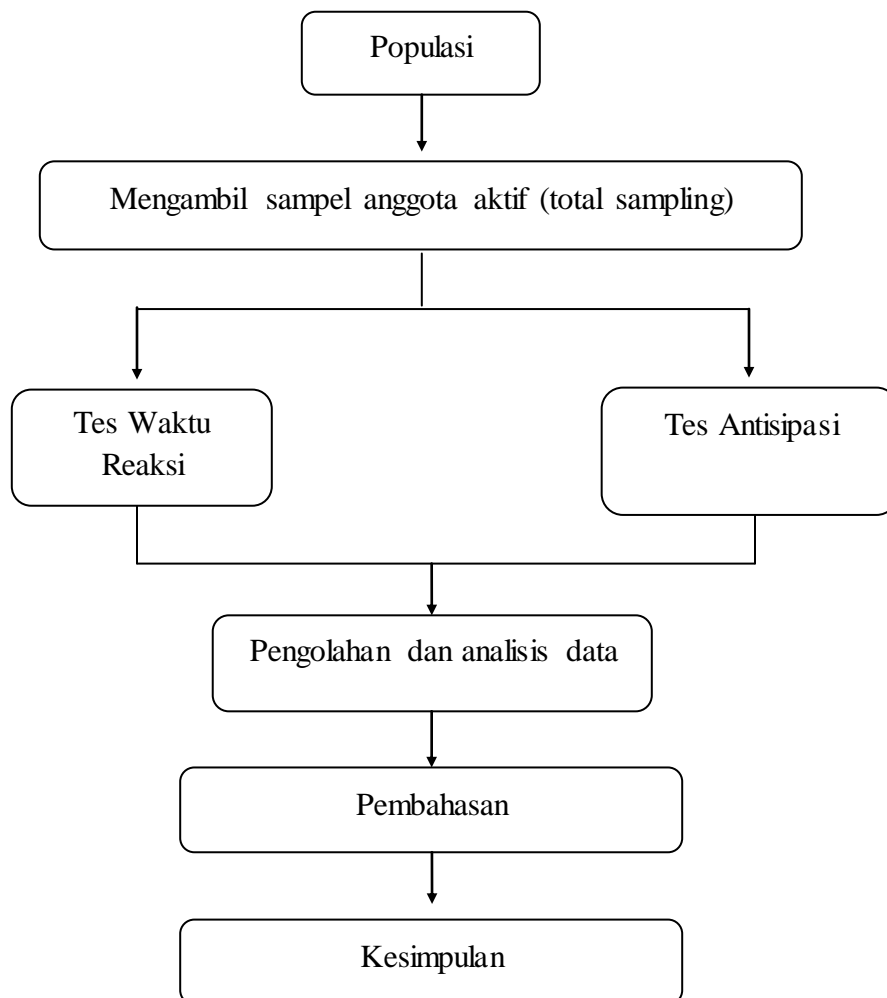 Populasi
Mengambil sampel anggota aktif (total sampling)
Tes Waktu
Reaksi
Tes Antisipasi
Pengolahan dan analisis data
Pembahasan
Kesimpulan